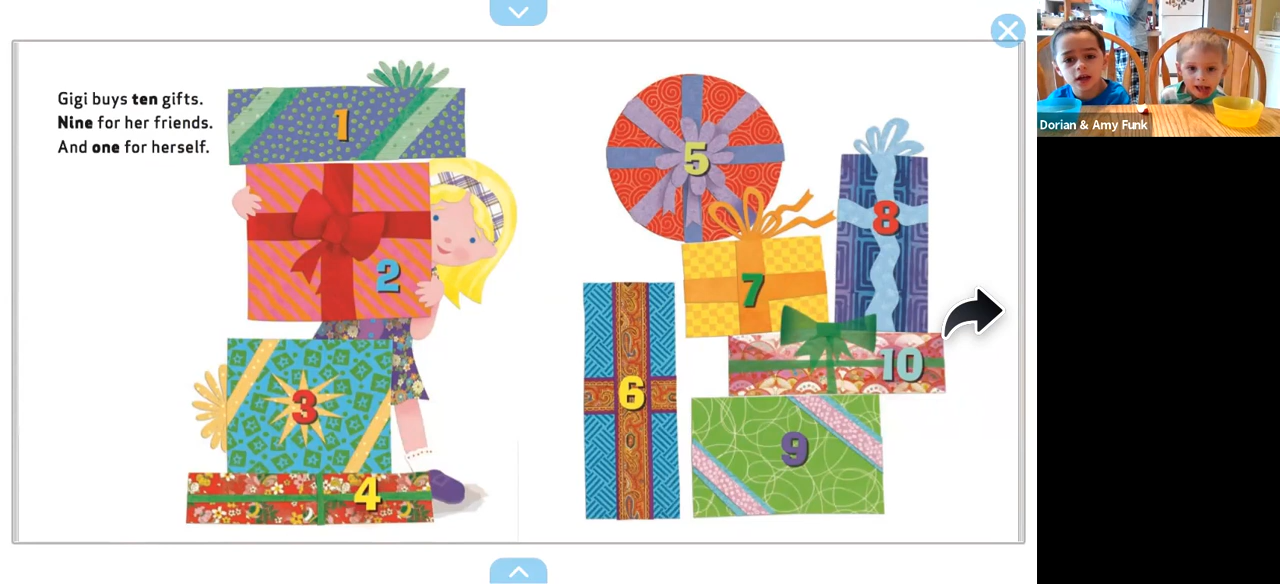 Gigi buys ten gifts.
Nine for her friends.
And one for herself.
1
2
3
4
5
6
7
8
9
10
Dorian & Amy Funk